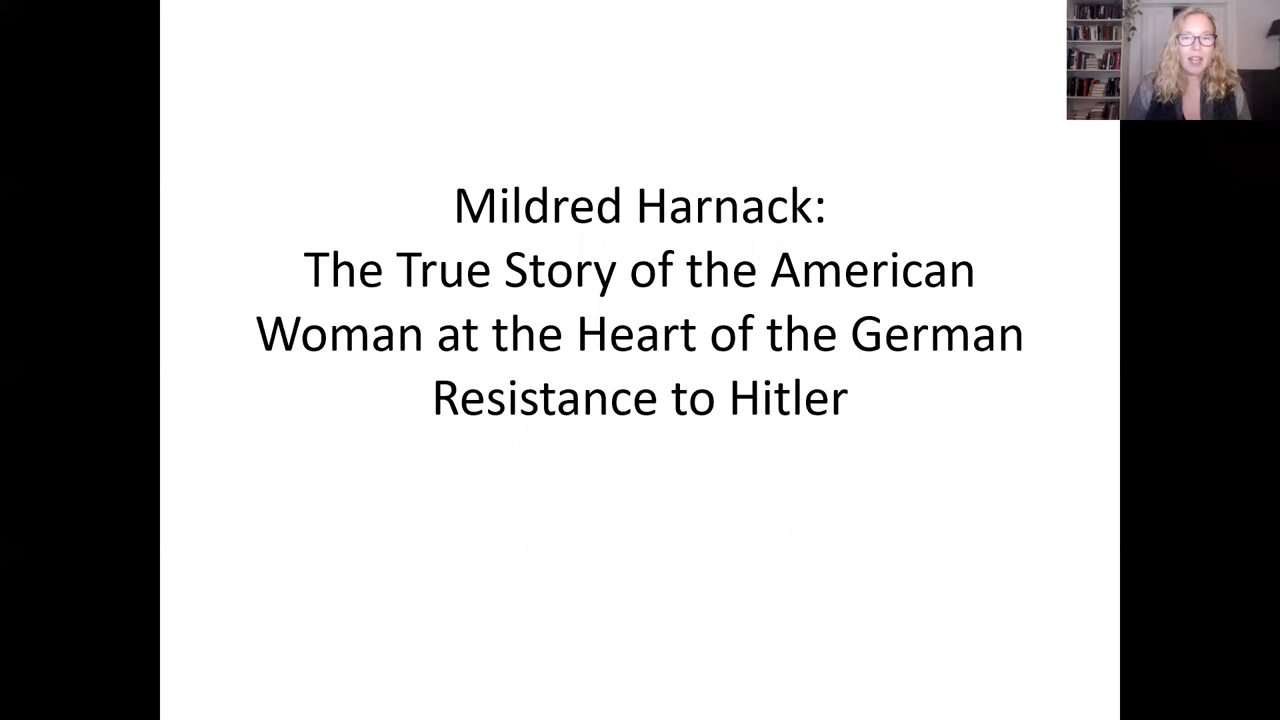 Mildred Harnack:
The True Story of the American
Woman at the Heart of the German
Resistance to Hitler